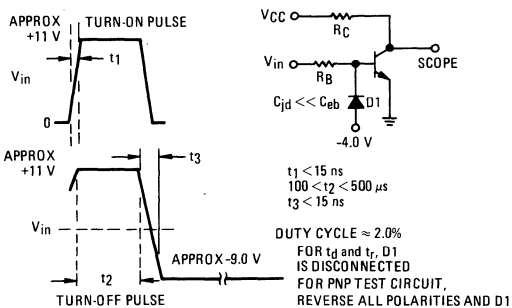 APPROX
+11 V
TURN-ON PULSE
t1
Vin
0
APPROX
+11 V
t3
Vin
APPROX -9.0 V
t2
TURN-OFF PULSE
VCC
RC
Vin
RB
SCOPE
Cjd << Ceb
D1
-4.0 V
t1 < 15 ns
100 < t2 < 500 μs
t3 < 15 ns
DUTY CYCLE ≈ 2.0%
FOR td and tr, D1
IS DISCONNECTED
FOR PNP TEST CIRCUIT,
REVERSE ALL POLARITIES AND D1